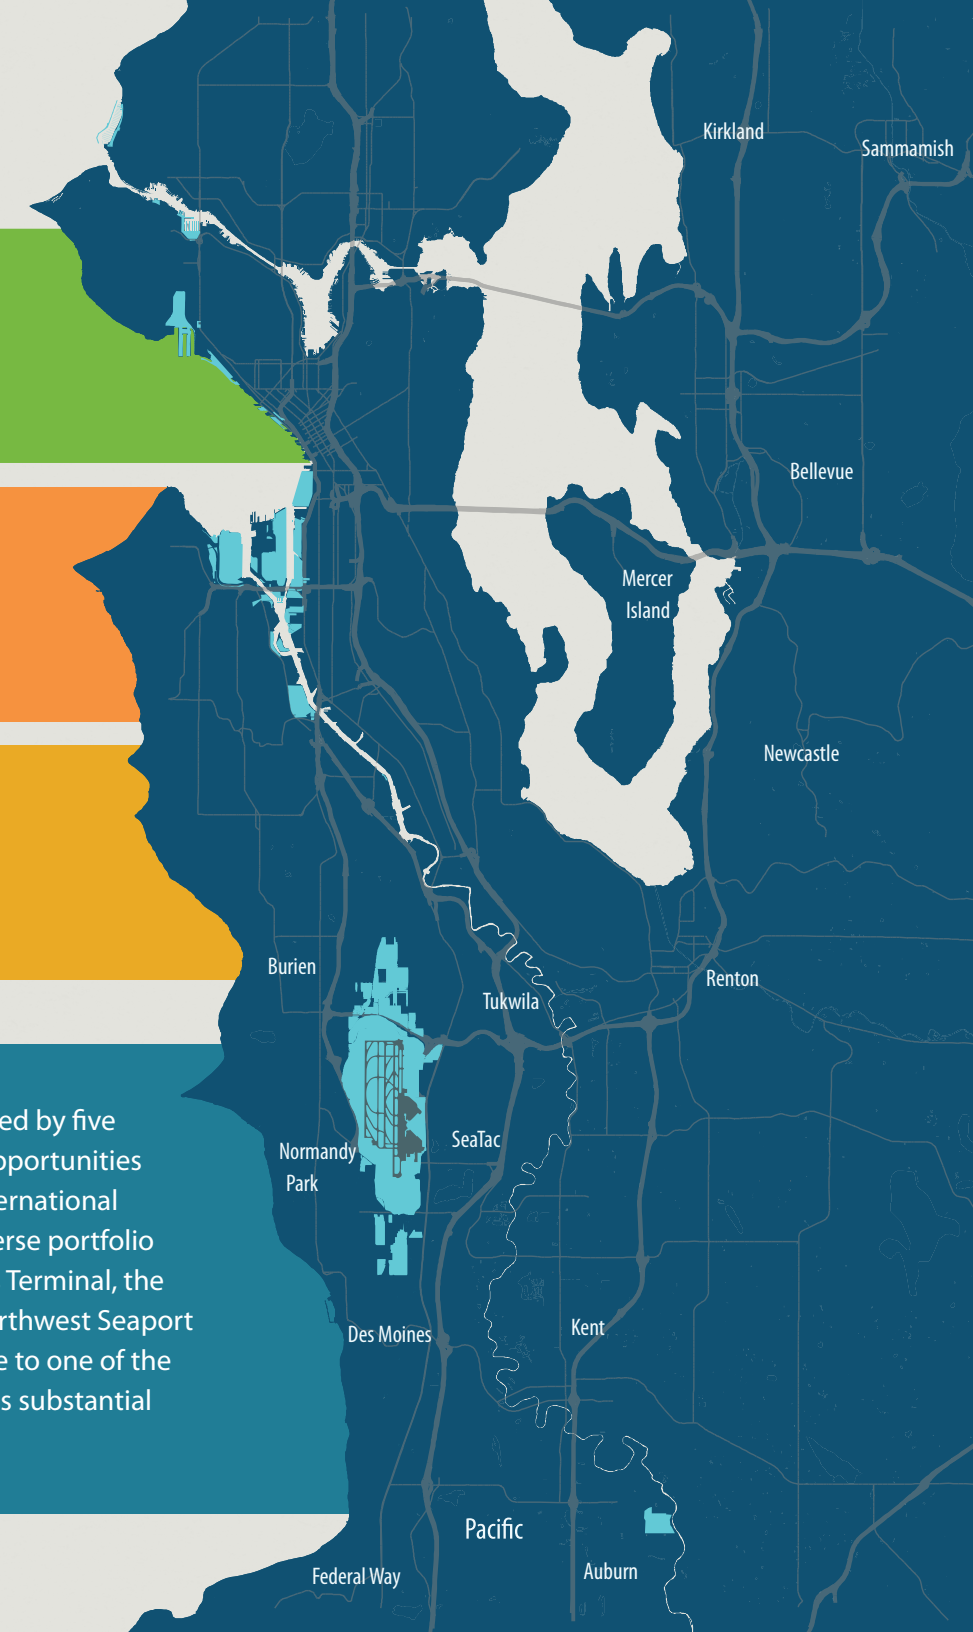 Kirkland
Sammamish
Bellevue
Mercer
Island
Newcastle
Burien
Renton
Tukwila
ed by five
SeaTac
Normandy
Park
pportunities
ernational
erse portfolio
Terminal, the
rthwest Seaport
e to one of the
s substantial
Des Moines
Kent
Pacific
Auburn
Federal Way